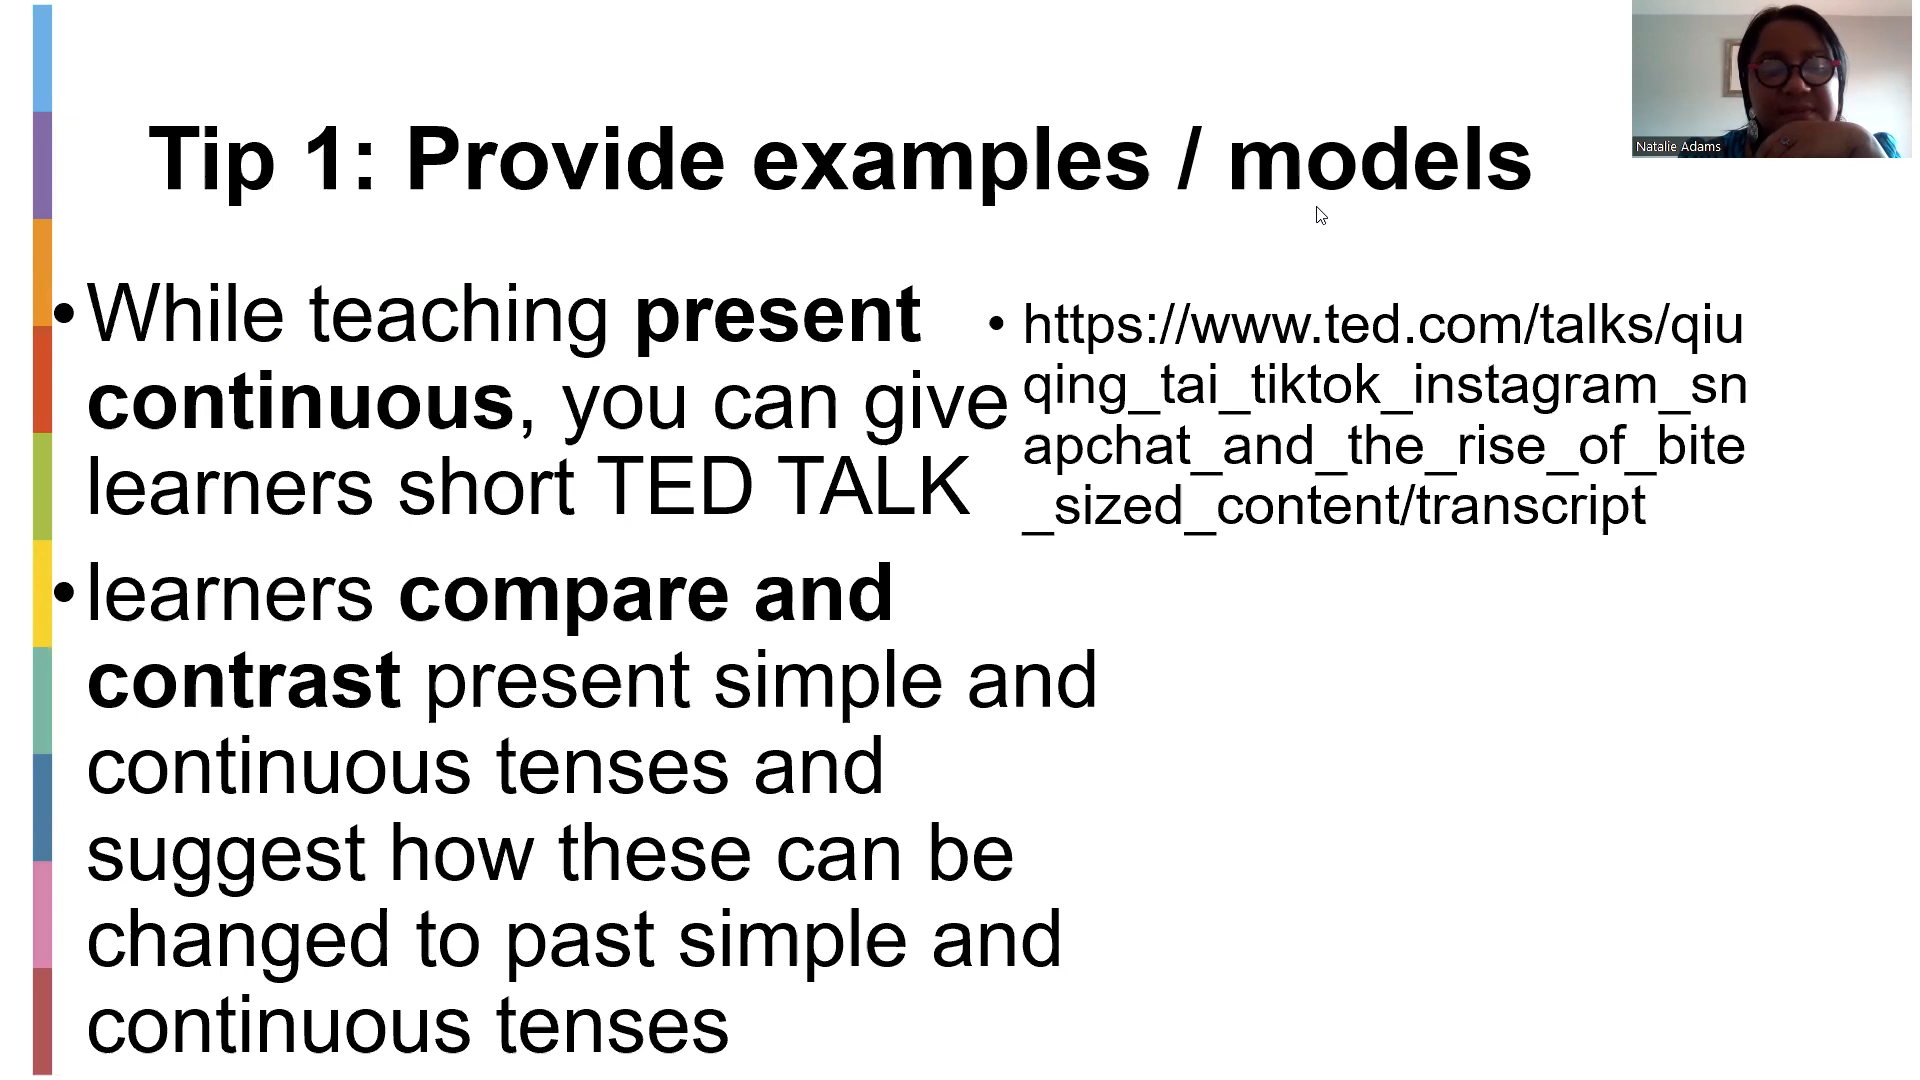 Tip 1: Provide examples / models
Natalie Adams
• While teaching present
continuous, you can give
learners short TED TALK
• learners compare and
contrast present simple and
continuous tenses and
suggest how these can be
changed to past simple and
continuous tenses
• https://www.ted.com/talks/qiu
qing_tai_tiktok_instagram_sn
apchat_and_the_rise_of_bite
_sized_content/transcript